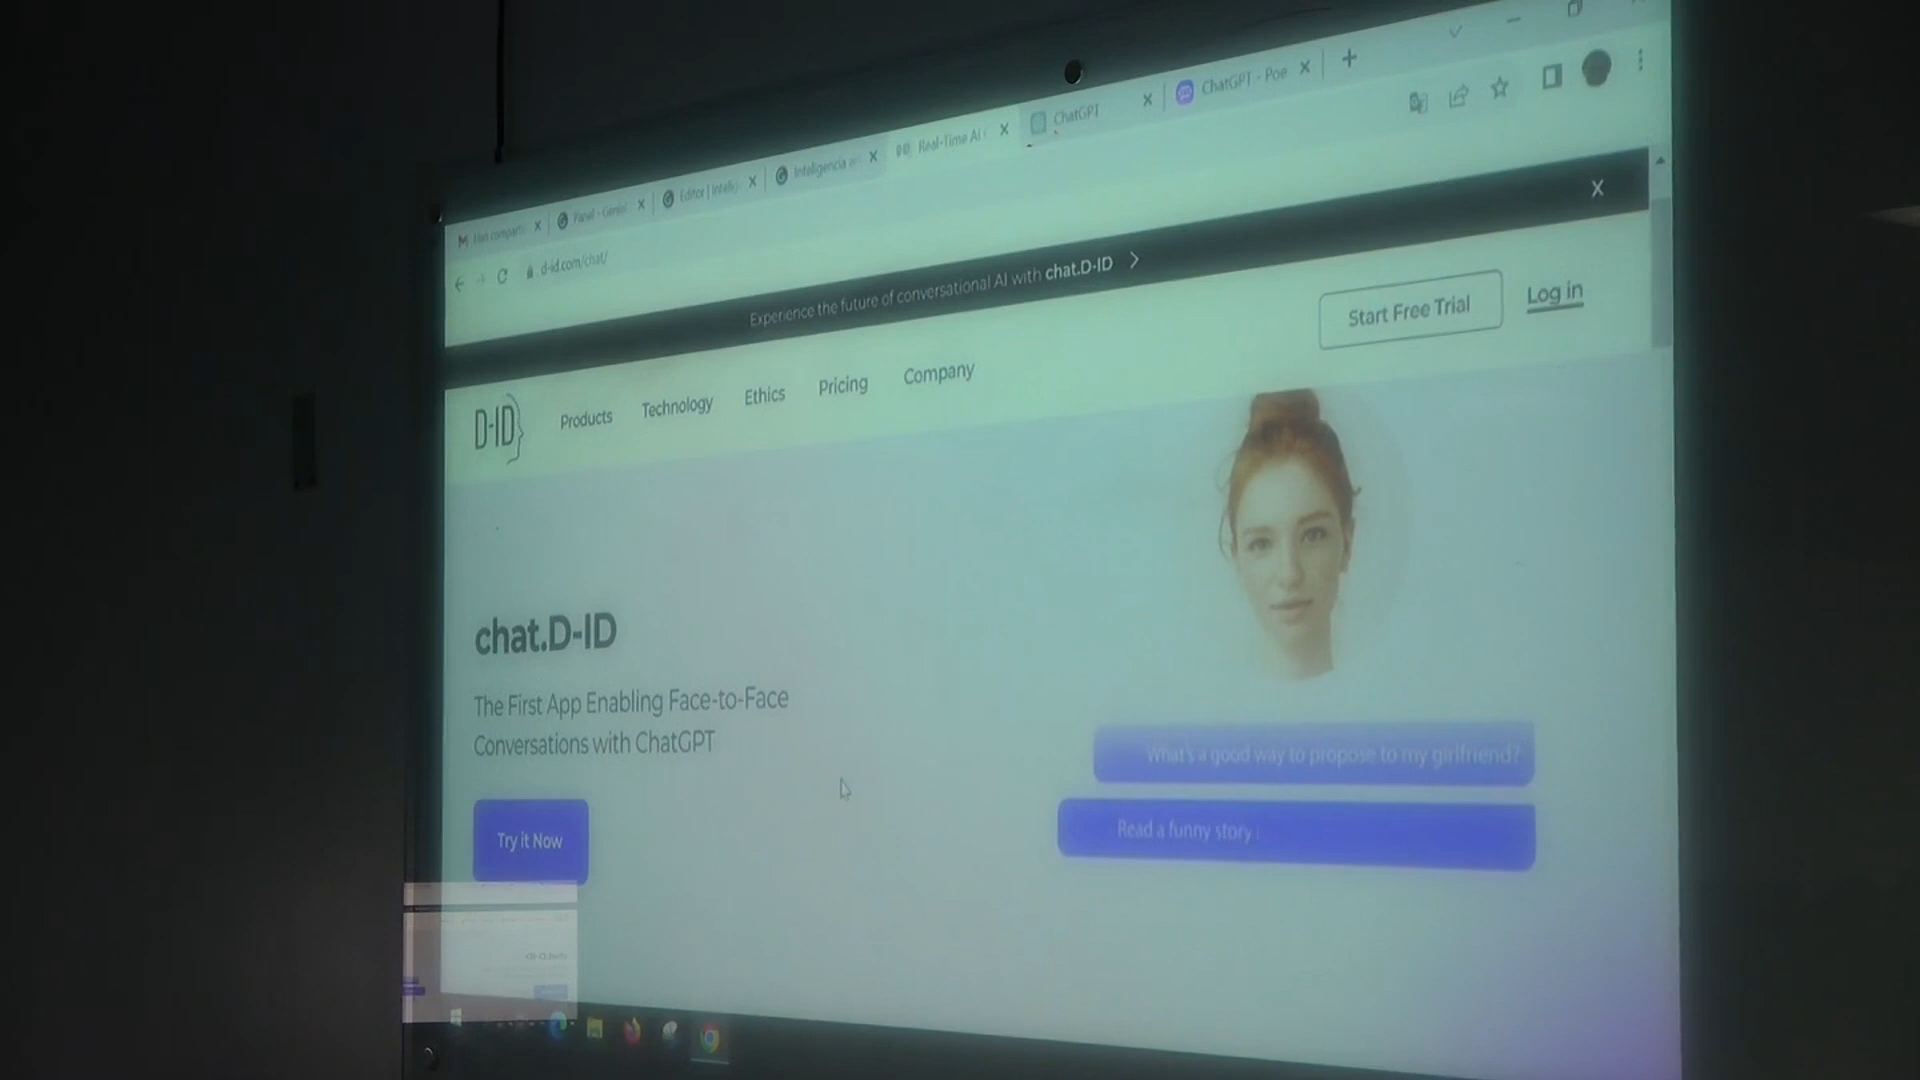 Panel - Genial
Editor | Inteli
Inteligencia
Real-Time AI
ChatGPT
ChatGPT - Poe
d-id.com/chat/
Experience the future of conversational AI with chat.D-ID
X
D-ID
Products
Technology
Ethics
Pricing
Company
Start Free Trial
Log in
chat.D-ID
The First App Enabling Face-to-Face
Conversations with ChatGPT
Try it Now
What's a good way to propose to my girlfriend?
Read a funny story